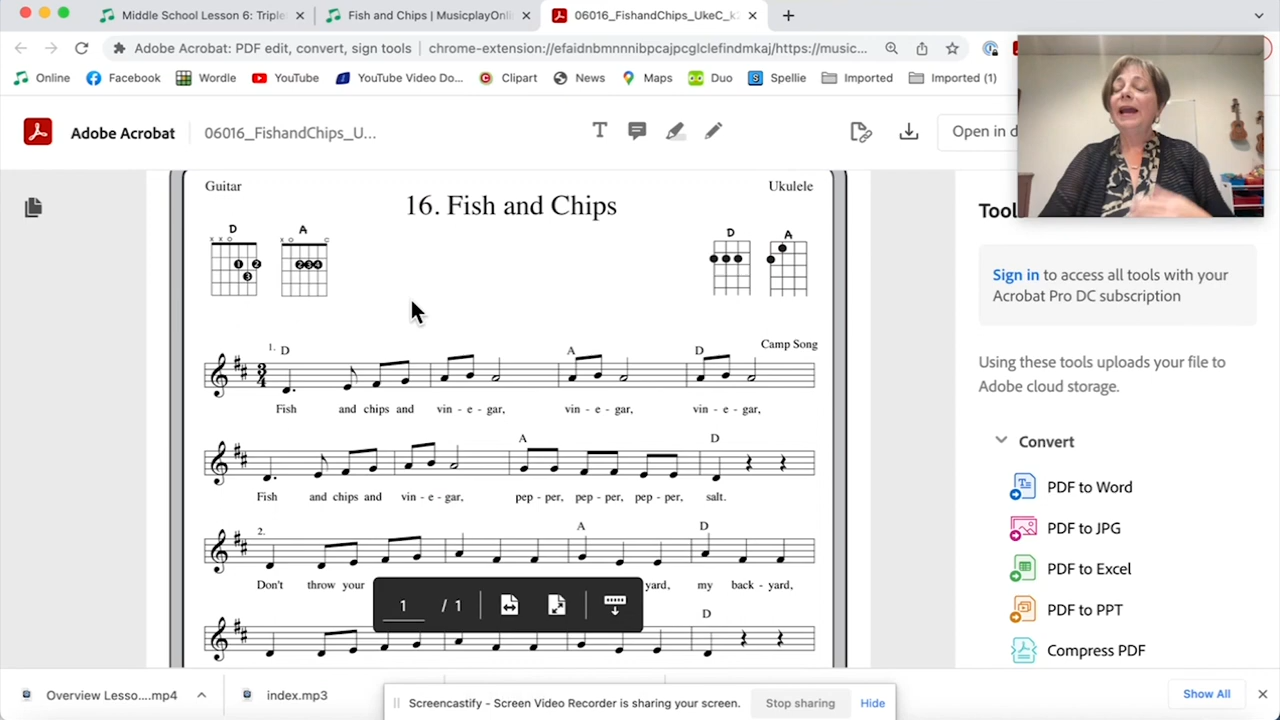 Middle School Lesson 6: Triple
Fish and Chips | MusicplayOnli
06016_FishandChips_UkeC_k
Adobe Acrobat: PDF edit, convert, sign tools | chrome-extension://efaidnbmnnnibpcajpcglclefindmkaj/https://music...
Online Facebook Wordle YouTube YouTube Video Do... Clipart News Maps Duo Spellie Imported Imported (1)
Adobe Acrobat 06016_FishandChips_U... Open in d
Guitar 16. Fish and Chips Ukulele
D A D A
x x o x o
Camp Song
1. D A D
3 4
Fish and chips and vin - e - gar, vin - e - gar, vin - e - gar,
A D
Fish and chips and vin - e - gar, pep - per, pep - per, pep - per, salt.
2. A D
Don't throw your yard, my back - yard,
D
1 / 1
Tool
Sign in to access all tools with your
Acrobat Pro DC subscription
Using these tools uploads your file to
Adobe cloud storage.
Convert
PDF to Word
PDF to JPG
PDF to Excel
PDF to PPT
Compress PDF
Overview Lesso....mp4 index.mp3 Show All
Screencastify - Screen Video Recorder is sharing your screen. Stop sharing Hide